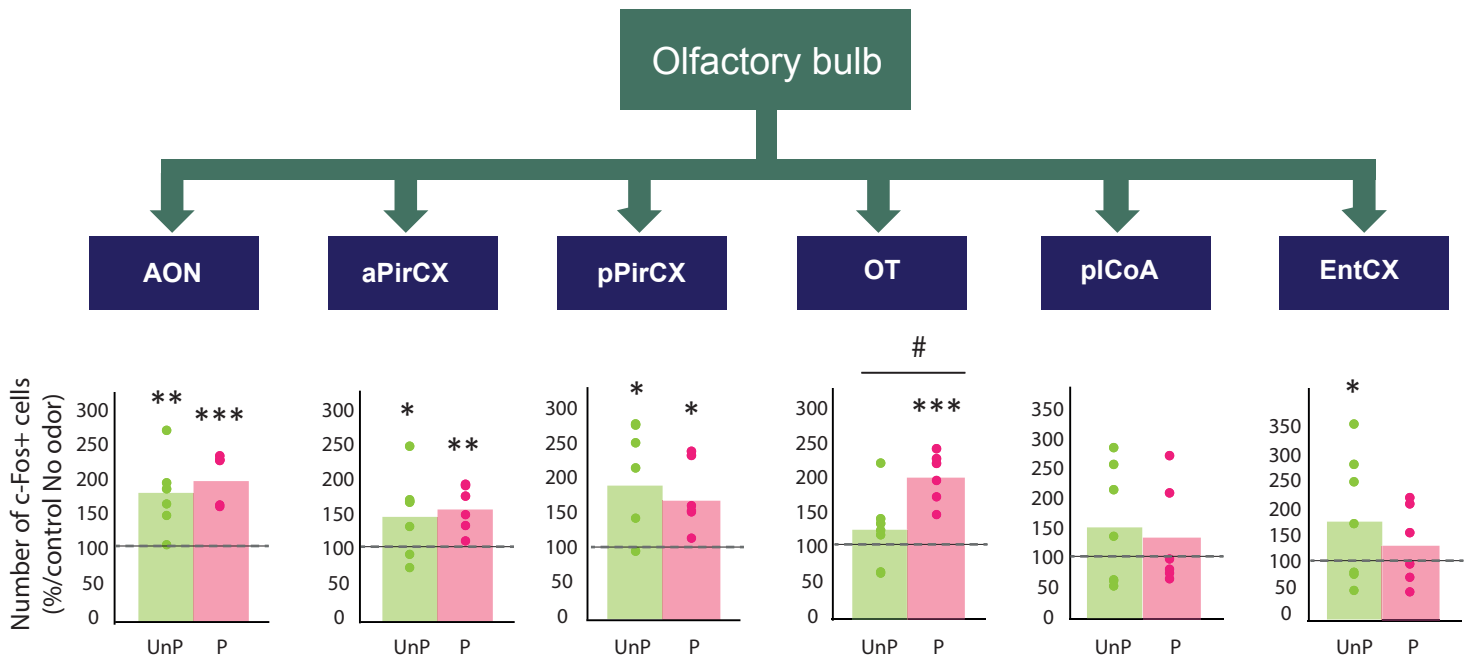 Olfactory bulb
AON
aPirCX
pPirCX
OT
plCoA
EntCX
Number of c-Fos+ cells
(%/control No odor)
300
250
200
150
100
50
0
**
***
UnP
P
300
250
200
150
100
50
0
*
**
UnP
P
300
250
200
150
100
50
0
*
*
UnP
P
#
300
250
200
150
100
50
0
***
UnP
P
350
300
250
200
150
100
50
0
UnP
P
350
300
250
200
150
100
50
0
*
UnP
P